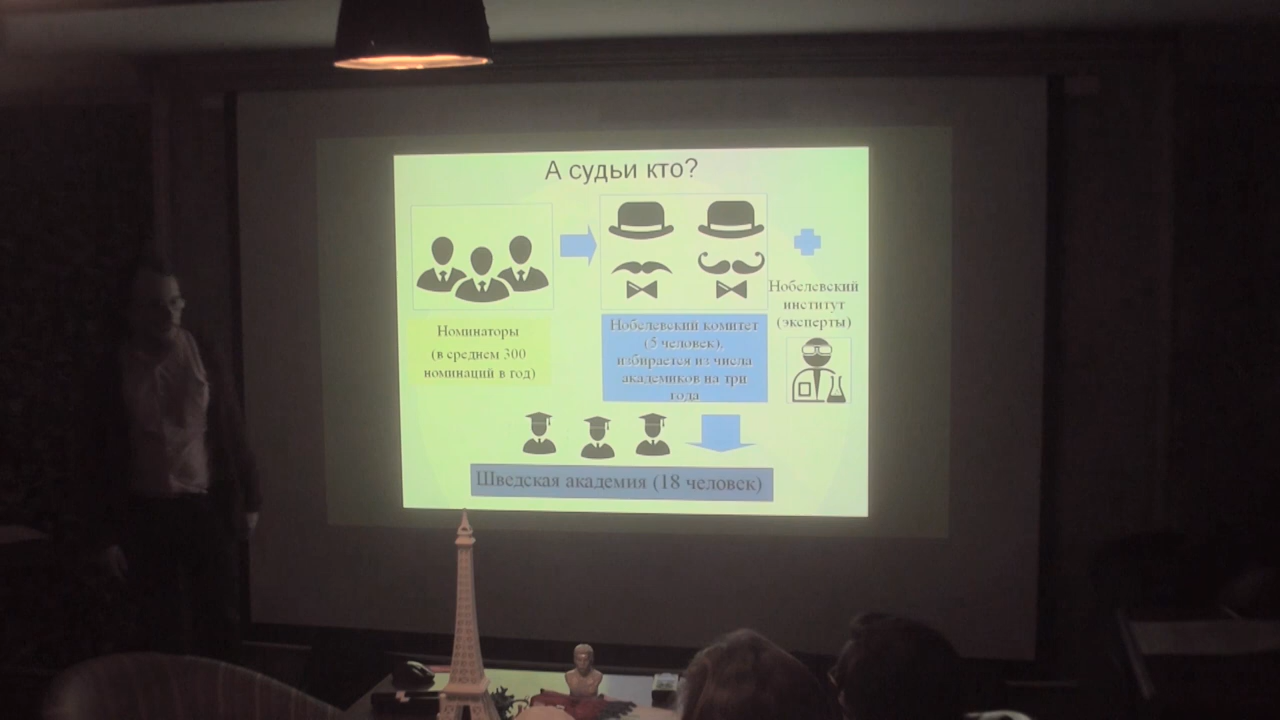 А судьи кто?
Номинаторы
(в среднем 300
номинаций в год)
Нобелевский комитет
(5 человек),
избирается из числа
академиков на три
года
Нобелевский
институт
(эксперты)
Шведская академия (18 человек)